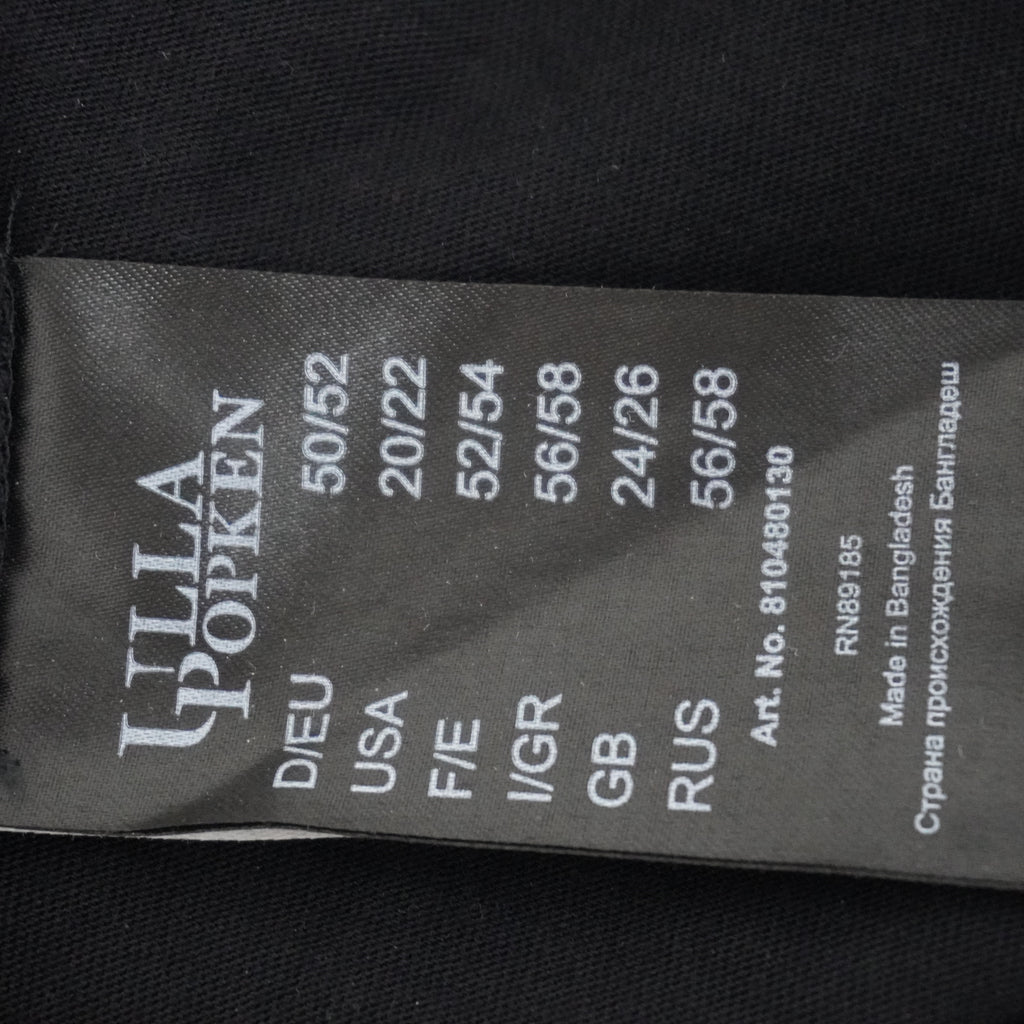 ULLA
POPKEN
D/EU 50/52
USA 20/22
F/E 52/54
I/GR 56/58
GB 24/26
RUS 56/58
Art. No. 810480130
RN89185
Made in Bangladesh
Страна происхождения Бангладеш